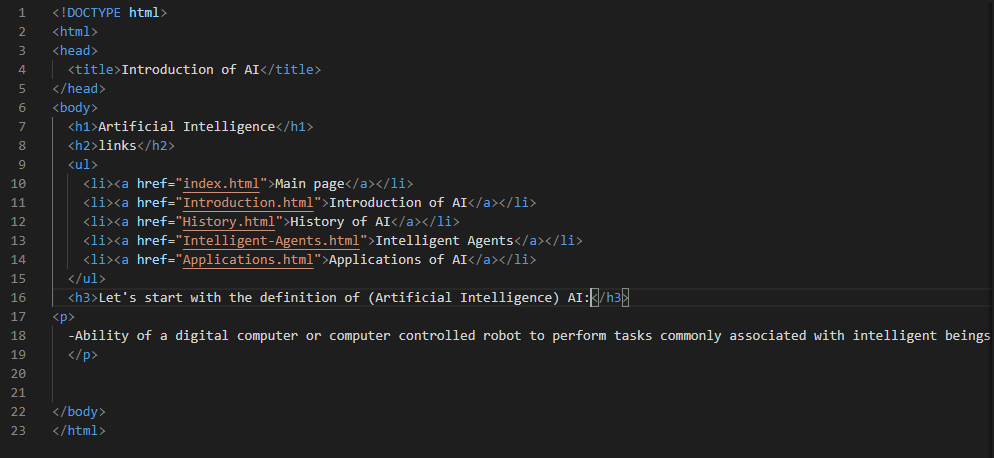 1 <!DOCTYPE html>
2 <html>
3 <head>
4   <title>Introduction of AI</title>
5 </head>
6 <body>
7   <h1>Artificial Intelligence</h1>
8   <h2>links</h2>
9   <ul>
10     <li><a href="index.html">Main page</a></li>
11     <li><a href="Introduction.html">Introduction of AI</a></li>
12     <li><a href="History.html">History of AI</a></li>
13     <li><a href="Intelligent-Agents.html">Intelligent Agents</a></li>
14     <li><a href="Applications.html">Applications of AI</a></li>
15   </ul>
16   <h3>Let's start with the definition of (Artificial Intelligence) AI:</h3>
17 <p>
18   -Ability of a digital computer or computer controlled robot to perform tasks commonly associated with intelligent beings
19   </p>
20
21
22 </body>
23 </html>